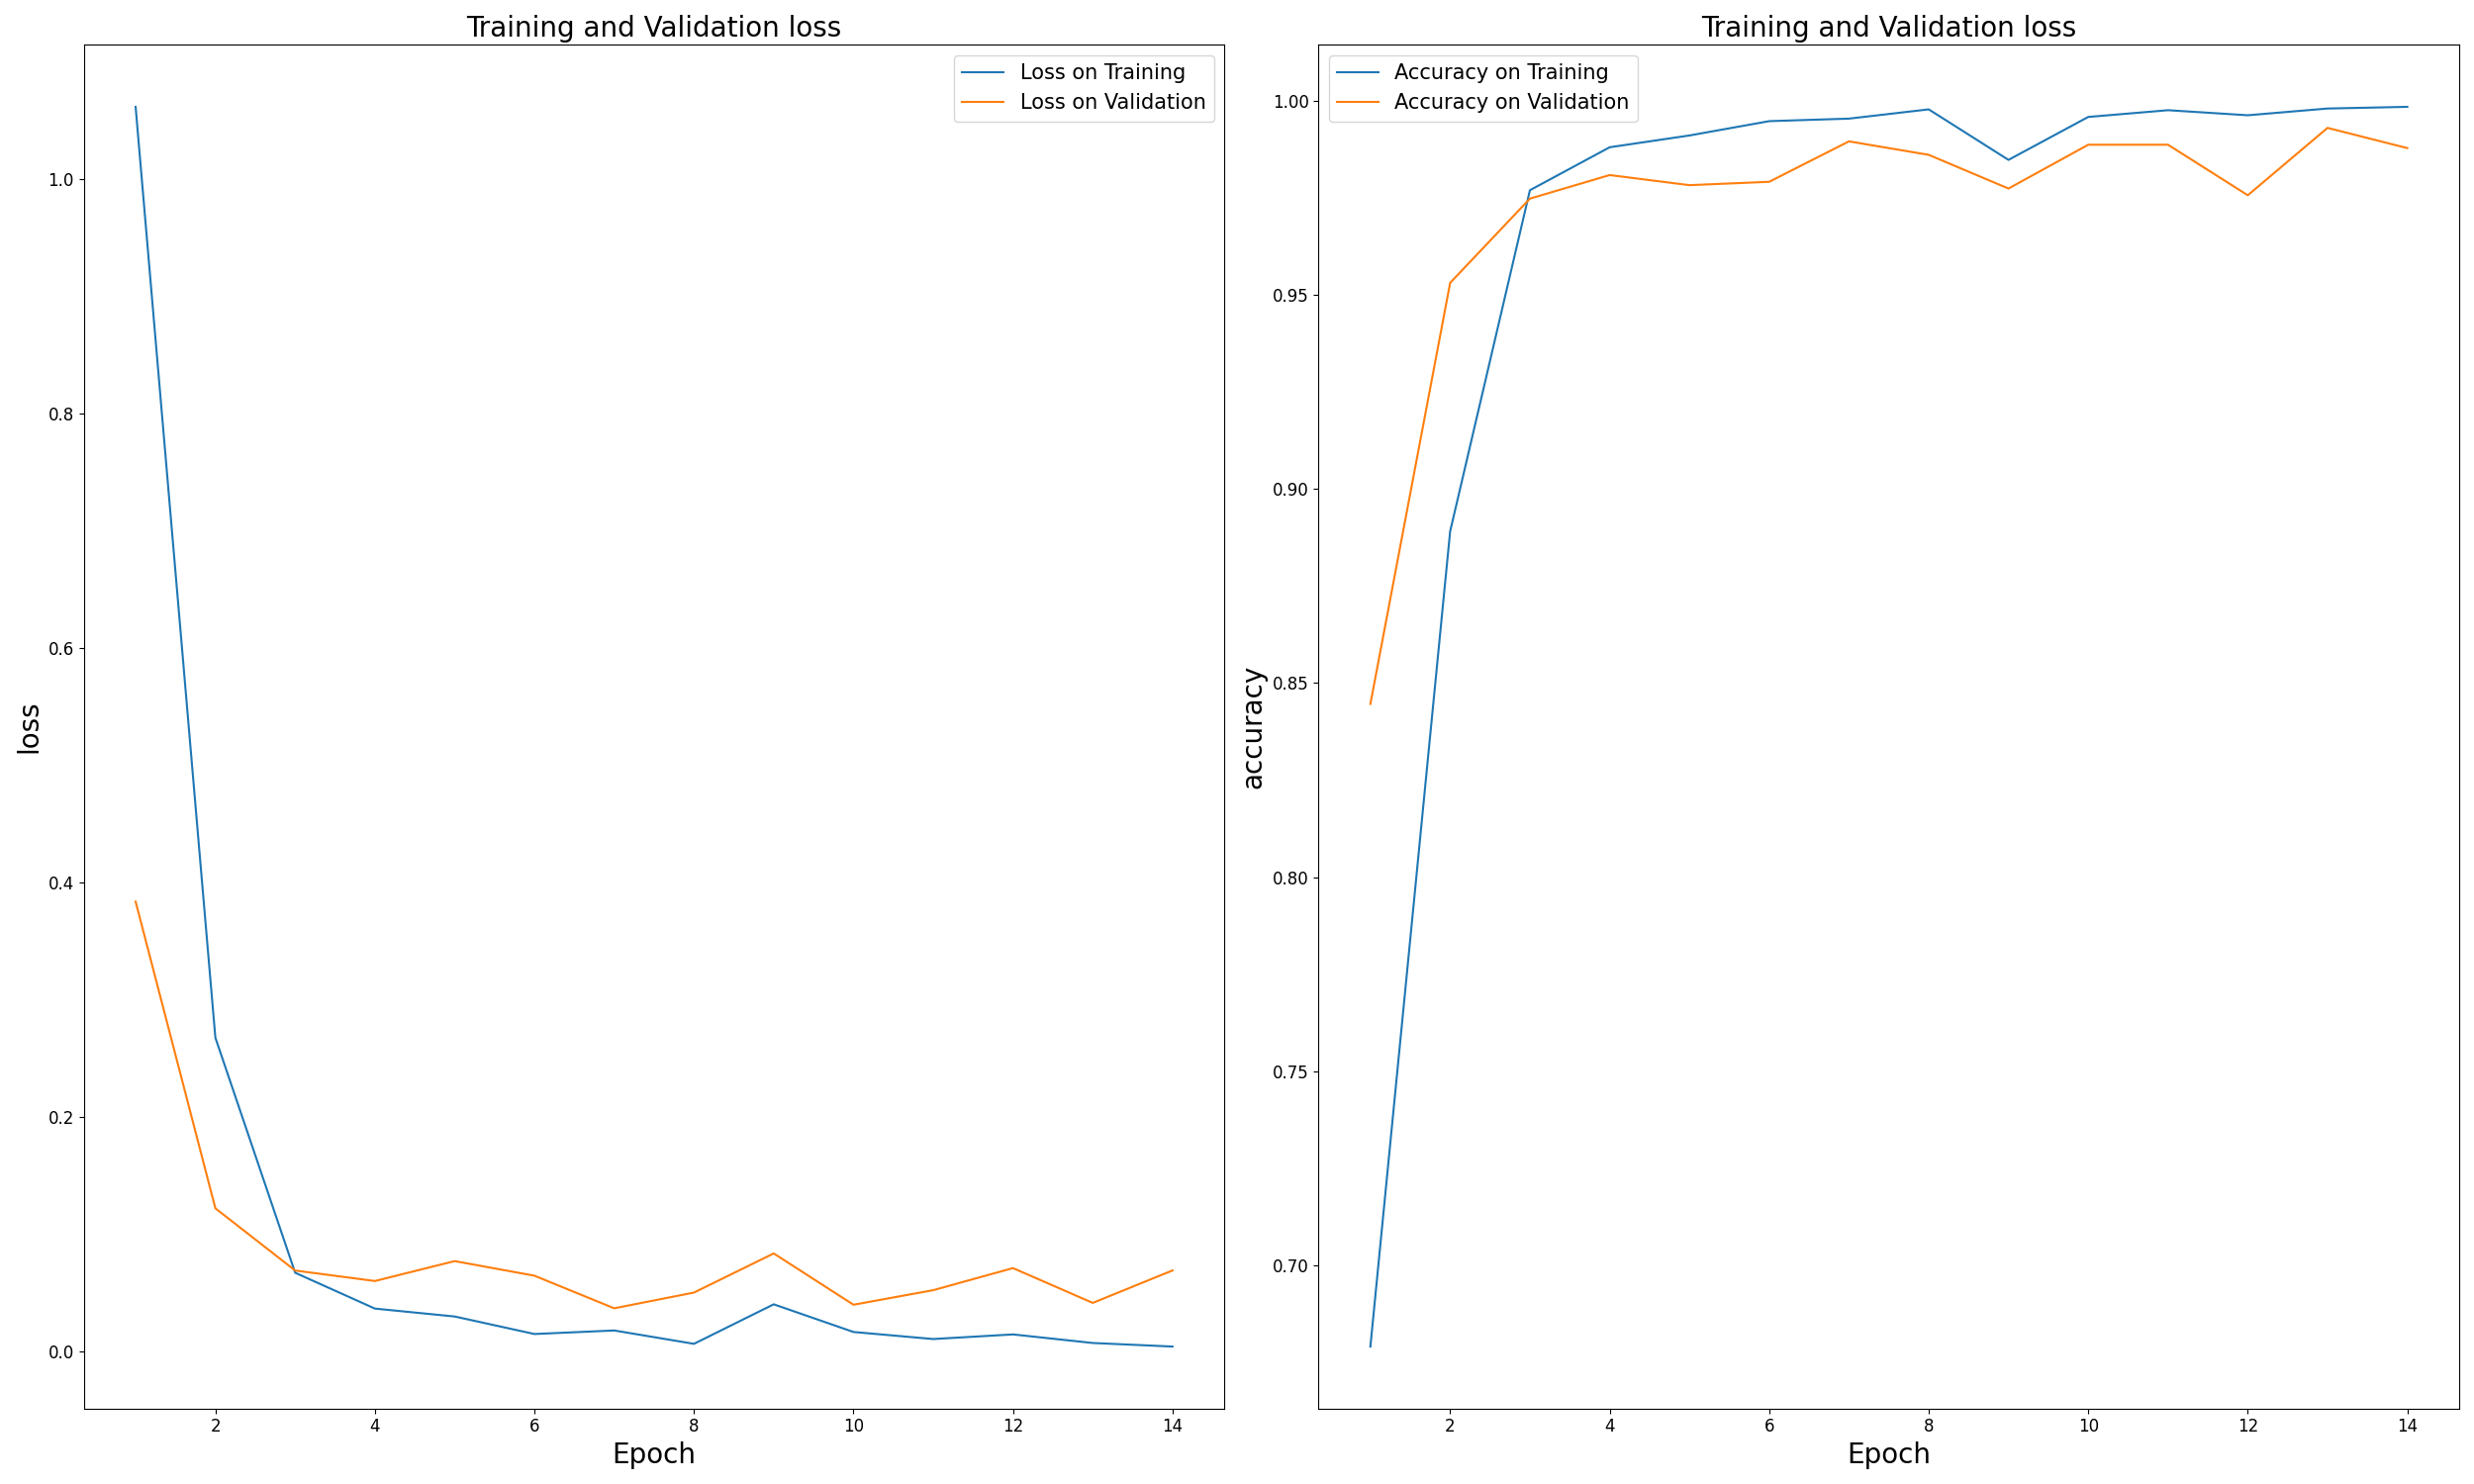 Training and Validation loss
Loss on Training
Loss on Validation
1.0
0.8
0.6
0.4
0.2
0.0
loss
2 4 6 8 10 12 14
Epoch
Training and Validation loss
Accuracy on Training
Accuracy on Validation
1.00
0.95
0.90
0.85
0.80
0.75
0.70
accuracy
2 4 6 8 10 12 14
Epoch